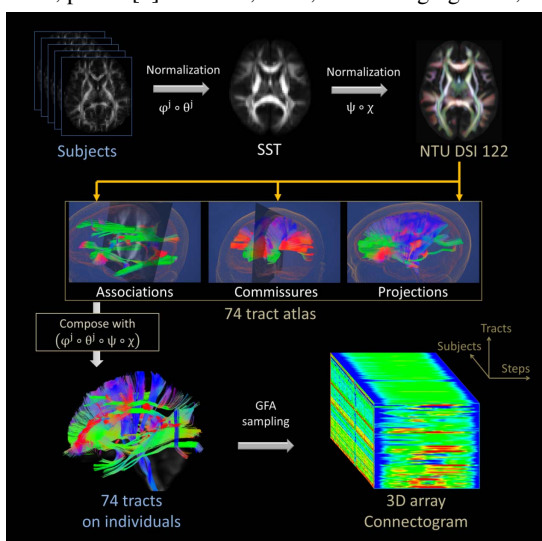 Normalization
φʲ ∘ θʲ
Normalization
ψ ∘ χ
Subjects
SST
NTU DSI 122
Associations
Commissures
Projections
74 tract atlas
Compose with
(φʲ ∘ θʲ ∘ ψ ∘ χ)
Tracts
Subjects
Steps
GFA
sampling
74 tracts
on individuals
3D array
Connectogram